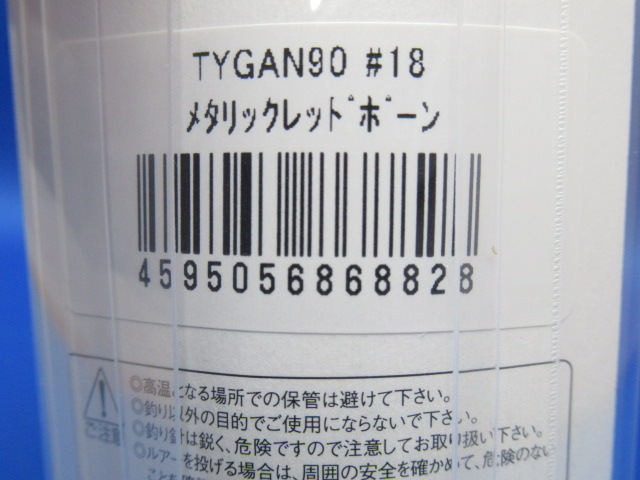 TYGAN90 #18
メタリックレッドボーン
4595056868828
◎高温となる場所での保管は避けて下さい。
◎釣り以外の目的でご使用にならないで下さい。
◎釣り針は鋭く、危険ですので注意してお取り扱い下さい。
◎ルアーを投げる場合は、周囲の安全を確かめて、危険のない
ご注意